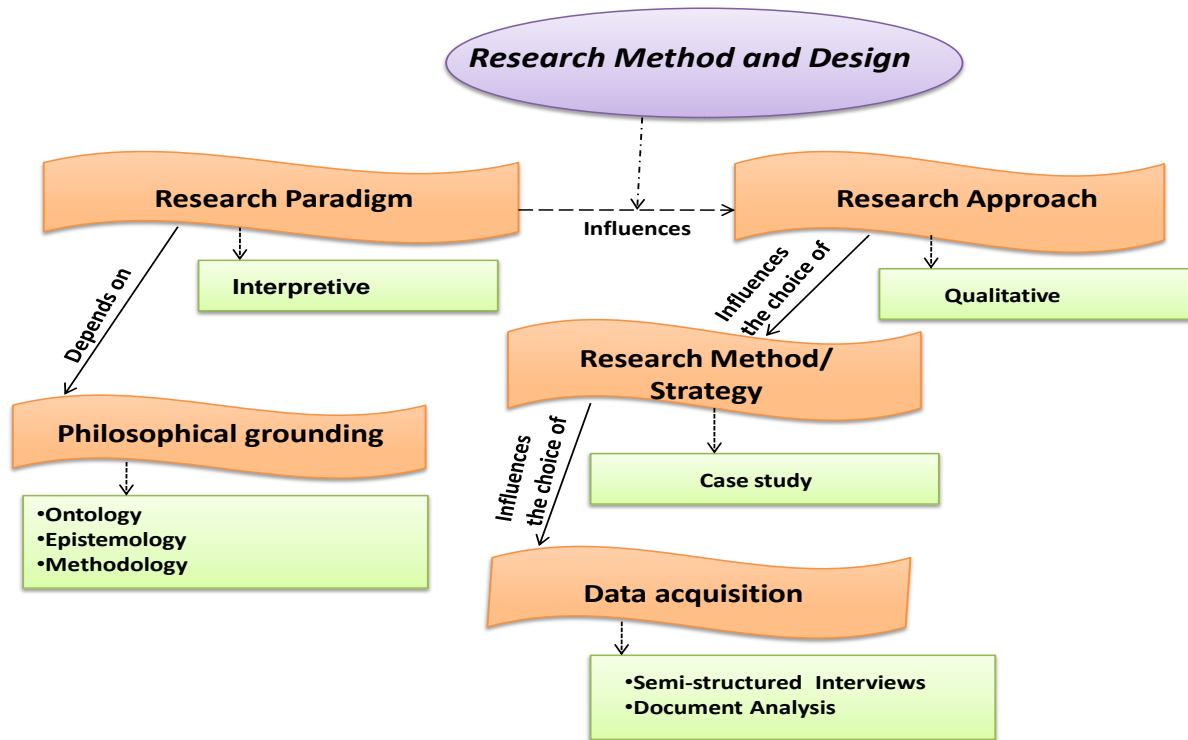 Research Method and Design
Research Paradigm
Influences
Research Approach
Interpretive
Qualitative
Depends on
Influences
the choice of
Research Method/
Strategy
Philosophical grounding
Case study
Influences
the choice of
•Ontology
•Epistemology
•Methodology
Data acquisition
•Semi-structured Interviews
•Document Analysis